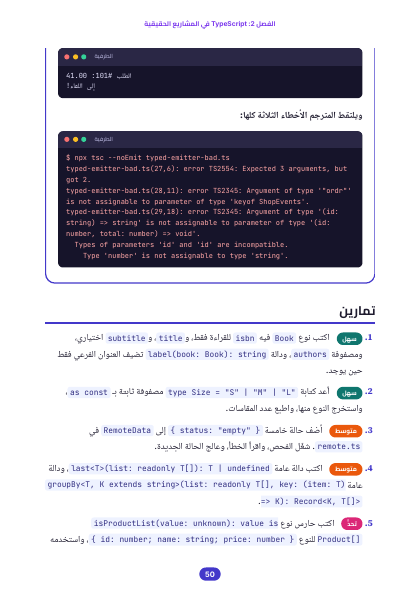 الفصل 2: TypeScript في المشاريع الحقيقية
الطرفية
الطلب #101: 41.00
إلى اللقاء!
ويلتقط المترجم الأخطاء الثلاثة كلها:
الطرفية
$ npx tsc --noEmit typed-emitter-bad.ts
typed-emitter-bad.ts(27,6): error TS2554: Expected 3 arguments, but
got 2.
typed-emitter-bad.ts(28,11): error TS2345: Argument of type '"ordr"'
is not assignable to parameter of type 'keyof ShopEvents'.
typed-emitter-bad.ts(29,18): error TS2345: Argument of type '(id:
string) => string' is not assignable to parameter of type '(id:
number, total: number) => void'.
Types of parameters 'id' and 'id' are incompatible.
Type 'number' is not assignable to type 'string'.
تمارين
1. سهل اكتب نوع Book فيه isbn للقراءة فقط، و title، و subtitle اختياري،
ومصفوفة authors، ودالة label(book: Book): string تضيف العنوان الفرعي فقط
حين يوجد.
2. سهل أعد كتابة type Size = "S" | "M" | "L" مصفوفة ثابتة بـ as const،
واستخرج النوع منها، واطبع عدد المقاسات.
3. متوسط أضف حالة خامسة { status: "empty" } إلى RemoteData في
remote.ts. شغّل الفحص، واقرأ الخطأ، وعالج الحالة الجديدة.
4. متوسط اكتب دالة عامة last<T>(list: readonly T[]): T | undefined، ودالة
عامة groupBy<T, K extends string>(list: readonly T[], key: (item: T)
=> K): Record<K, T[]>.
5. تحدٍّ اكتب حارس نوع isProductList(value: unknown): value is
Product[] للنوع { id: number; name: string; price: number }، واستخدمه
50